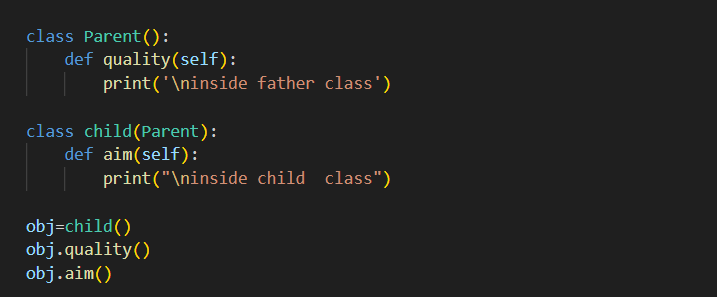 class Parent():
    def quality(self):
        print('\ninside father class')

class child(Parent):
    def aim(self):
        print("\ninside child  class")

obj=child()
obj.quality()
obj.aim()